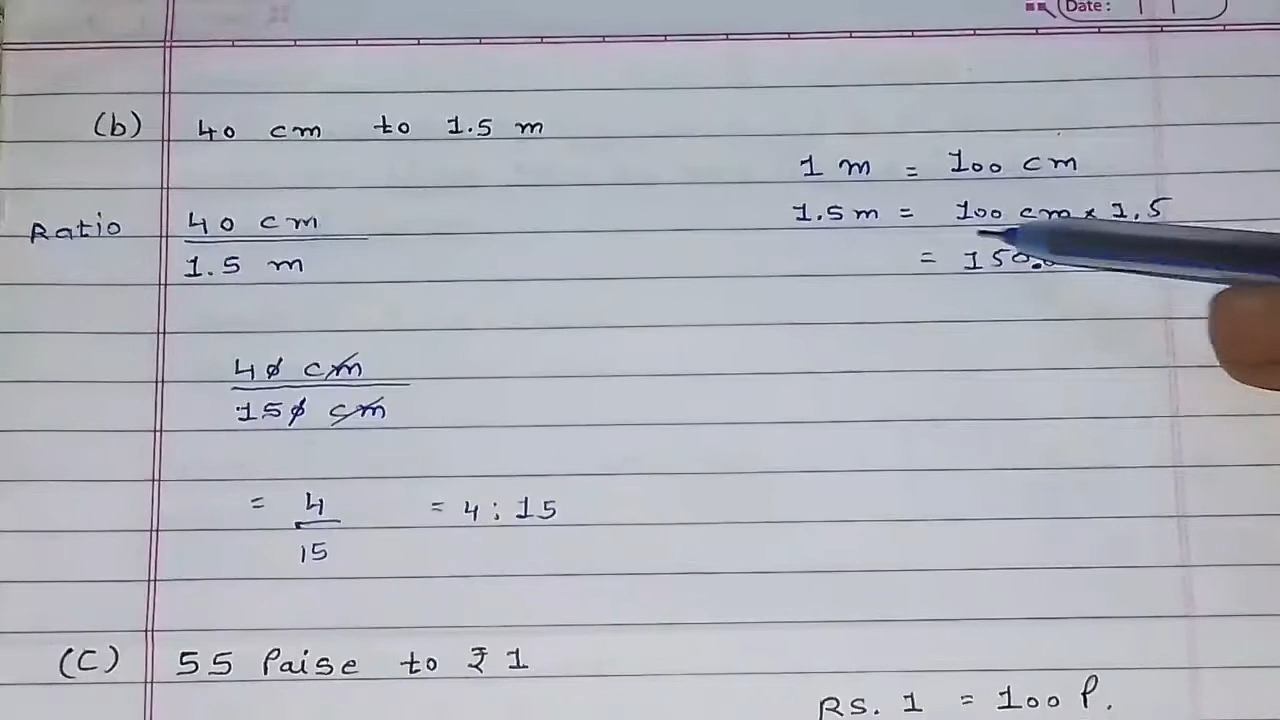 Date:
(b) 40 cm to 1.5 m
1 m = 100 cm
Ratio 40 cm
1.5 m
1.5 m = 100 cm × 1.5
= 150.
40 cm
150 cm
= 4
15
= 4 : 15
(C) 55 Paise to ₹ 1
RS. 1 = 100 P.